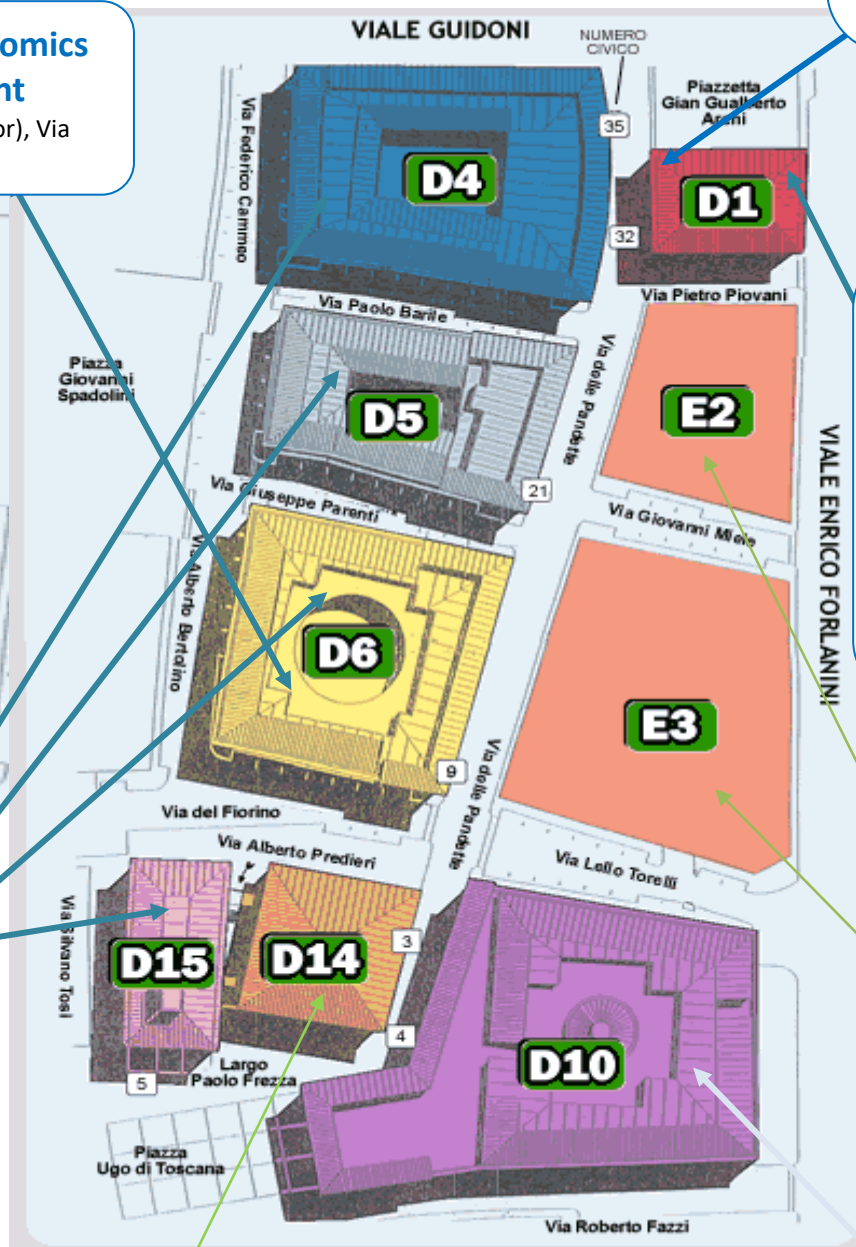 omics
nt
or), Via
VIALE GUIDONI
NUMERO
CIVICO
Piazzetta
Gian Gualberto
Archi
Via Federico Cammeo
35
D4
D1
32
Via Pietro Piovani
Via Paolo Barile
Piazza
Giovanni
Spadolini
Via delle Pandette
E2
D5
VIALE ENRICO FORLANINI
21
Via Giuseppe Parenti
Via Giovanni Miele
Via Alberto Bertolino
D6
E3
9
Via delle Pandette
Via del Fiorino
Via Alberto Predieri
Via Lello Torelli
Via Silvano Tosi
3
D15
D14
4
D10
Largo
Paolo Frezza
5
Piazza
Ugo di Toscana
Via Roberto Fazzi